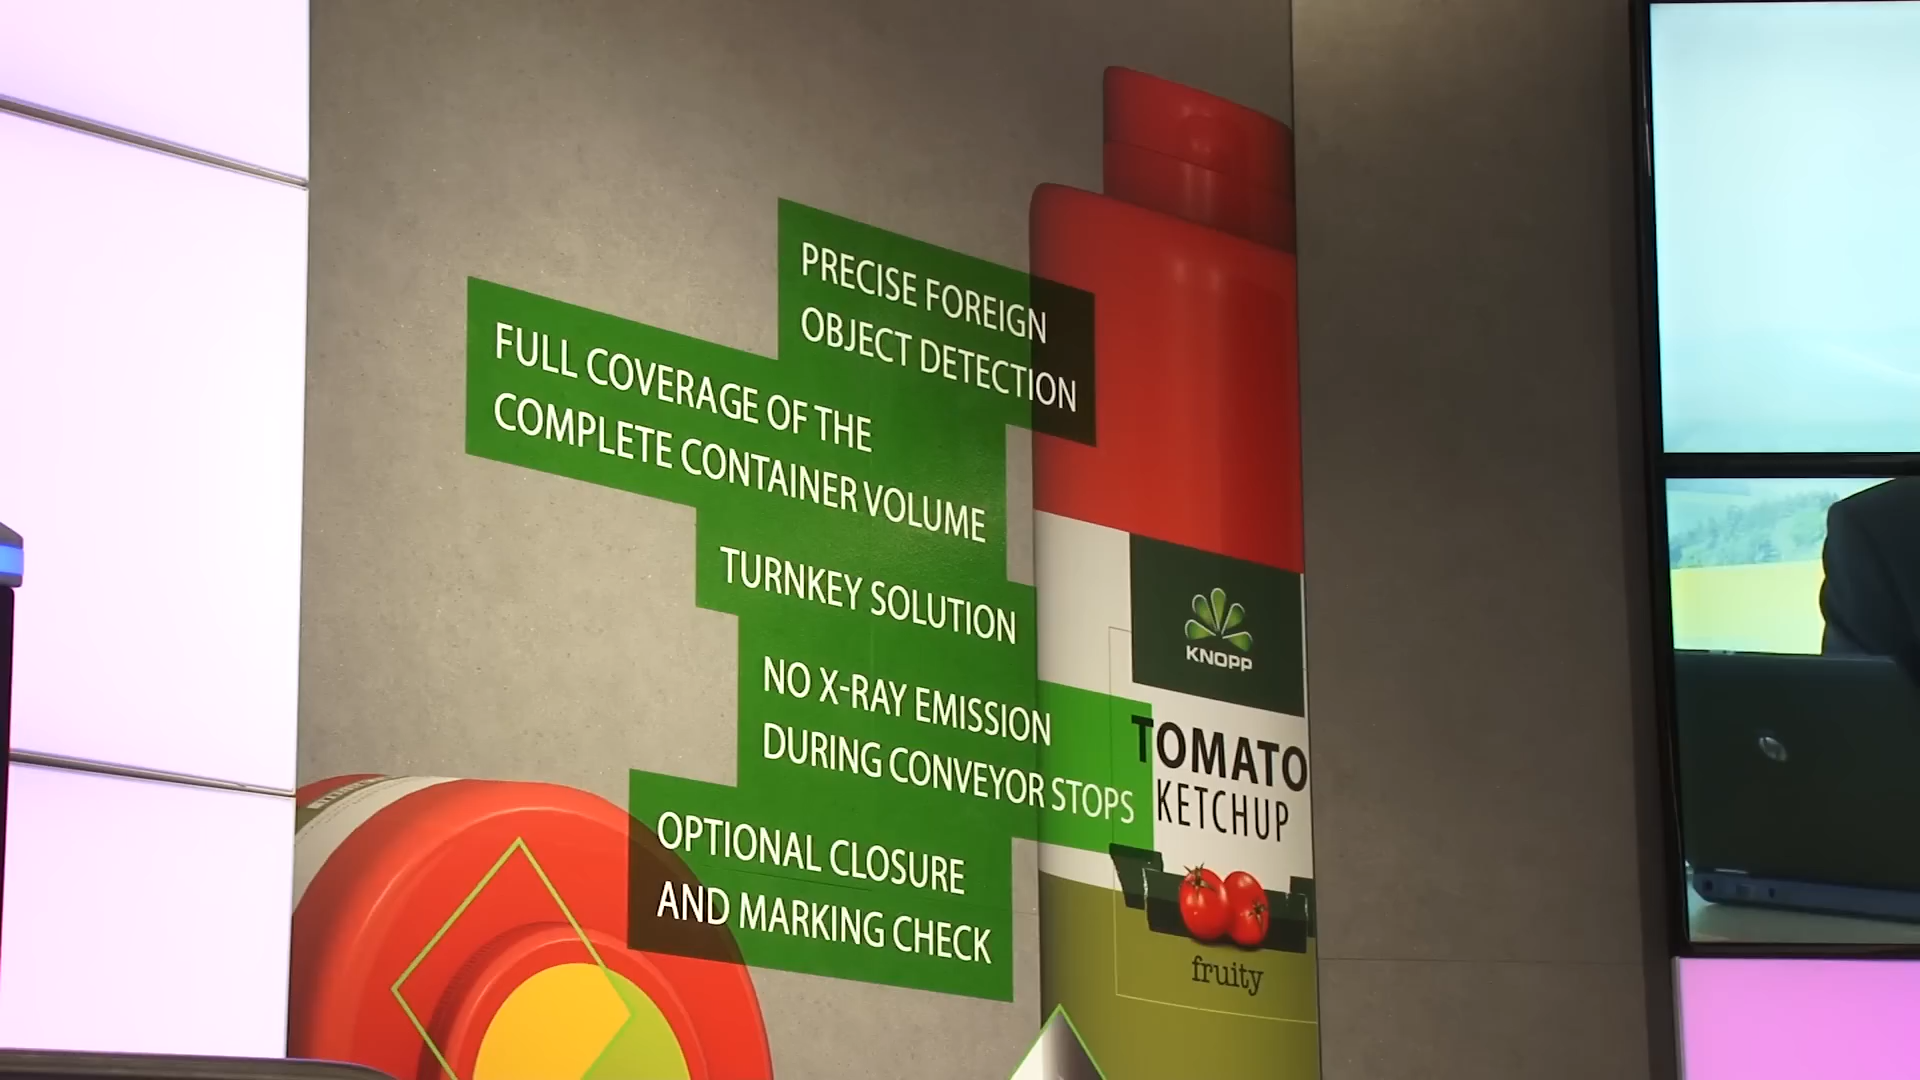 PRECISE FOREIGN
OBJECT DETECTION
FULL COVERAGE OF THE
COMPLETE CONTAINER VOLUME
TURNKEY SOLUTION
NO X-RAY EMISSION
DURING CONVEYOR STOPS
OPTIONAL CLOSURE
AND MARKING CHECK
KNOPP
TOMATO
KETCHUP
fruity